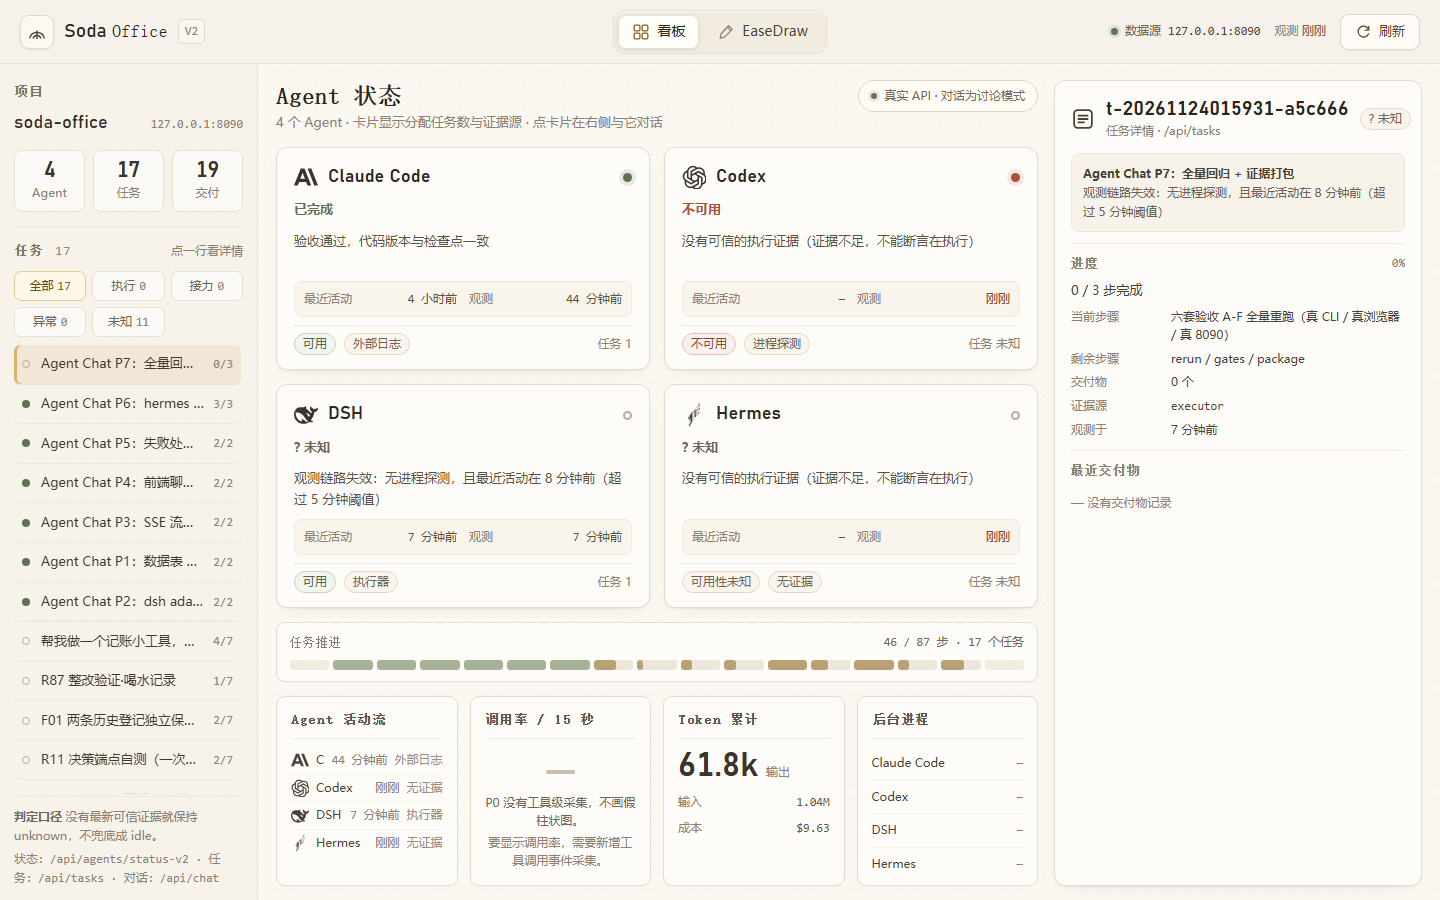 Soda Office V2
看板
EaseDraw
数据源 127.0.0.1:8090
观测 刚刚
刷新
项目
soda-office 127.0.0.1:8090
4 17 19
Agent 任务 交付
任务 17 点一行看详情
全部 17 执行 0 接力 0
异常 0 未知 11
Agent Chat P7：全量回... 0/3
Agent Chat P6：hermes ... 3/3
Agent Chat P5：失败处... 2/2
Agent Chat P4：前端聊... 2/2
Agent Chat P3：SSE 流... 2/2
Agent Chat P1：数据表 ... 2/2
Agent Chat P2：dsh ada... 2/2
帮我做一个记账小工具，... 4/7
R87 整改验证·喝水记录 1/7
F01 两条历史登记独立保... 2/7
R11 决策端点自测（一次... 2/7
判定口径 没有最新可信证据就保持
unknown，不兜底成 idle。
状态：/api/agents/status-v2 · 任
务：/api/tasks · 对话：/api/chat
Agent 状态
4 个 Agent · 卡片显示分配任务数与证据源 · 点卡片在右侧与它对话
真实 API · 对话为讨论模式
Claude Code
已完成
验收通过，代码版本与检查点一致
最近活动 4 小时前 观测 44 分钟前
可用 外部日志 任务 1
Codex
不可用
没有可信的执行证据（证据不足，不能断言在执行）
最近活动 — 观测 刚刚
不可用 进程探测 任务 未知
DSH
? 未知
观测链路失效：无进程探测，且最近活动在 8 分钟前（超
过 5 分钟阈值）
最近活动 7 分钟前 观测 7 分钟前
可用 执行器 任务 1
Hermes
? 未知
没有可信的执行证据（证据不足，不能断言在执行）
最近活动 — 观测 刚刚
可用性未知 无证据 任务 未知
任务推进 46 / 87 步 · 17 个任务
Agent 活动流
C 44 分钟前 外部日志
Codex 刚刚 无证据
DSH 7 分钟前 执行器
Hermes 刚刚 无证据
调用率 / 15 秒
—
P0 没有工具级采集，不画假
柱状图。
要显示调用率，需要新增工
具调用事件采集。
Token 累计
61.8k 输出
输入 1.04M
成本 $9.63
后台进程
Claude Code —
Codex —
DSH —
Hermes —
t-20261124015931-a5c666
任务详情 · /api/tasks
? 未知
Agent Chat P7：全量回归 + 证据打包
观测链路失效：无进程探测，且最近活动在 8 分钟前（超
过 5 分钟阈值）
进度 0%
0 / 3 步完成
当前步骤 六套验收 A-F 全量重跑（真 CLI / 真浏览器
/ 真 8090）
剩余步骤 rerun / gates / package
交付物 0 个
证据源 executor
观测于 7 分钟前
最近交付物
— 没有交付物记录